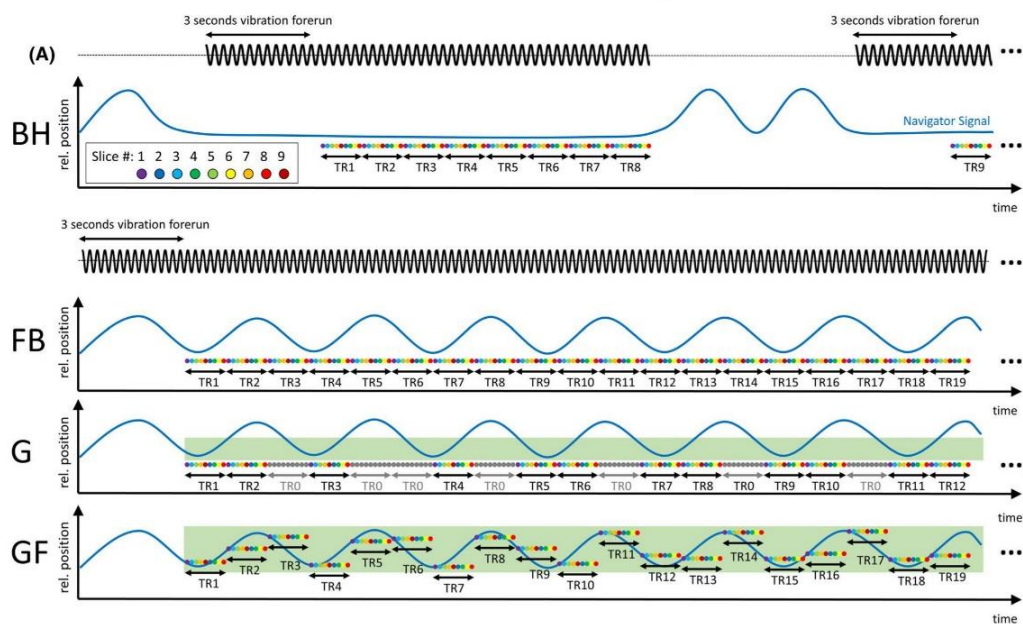 3 seconds vibration forerun 3 seconds vibration forerun
(A)
BH
rel. position
Navigator Signal
Slice #: 1 2 3 4 5 6 7 8 9
TR1 TR2 TR3 TR4 TR5 TR6 TR7 TR8 TR9
time
3 seconds vibration forerun
FB
rel. position
TR1 TR2 TR3 TR4 TR5 TR6 TR7 TR8 TR9 TR10 TR11 TR12 TR13 TR14 TR15 TR16 TR17 TR18 TR19
time
G
rel. position
TR1 TR2 TR0 TR3 TR0 TR0 TR4 TR0 TR5 TR6 TR0 TR7 TR8 TR0 TR9 TR10 TR0 TR11 TR12
time
GF
rel. position
TR1 TR2 TR3 TR4 TR5 TR6 TR7 TR8 TR9 TR10 TR11 TR12 TR13 TR14 TR15 TR16 TR17 TR18 TR19
time